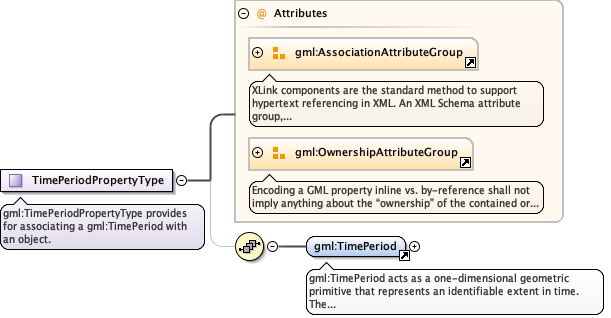 @ Attributes
gml:AssociationAttributeGroup
XLink components are the standard method to support
hypertext referencing in XML. An XML Schema attribute
group,...
gml:OwnershipAttributeGroup
Encoding a GML property inline vs. by-reference shall not
imply anything about the “ownership” of the contained or...
TimePeriodPropertyType
gml:TimePeriodPropertyType provides
for associating a gml:TimePeriod with
an object.
gml:TimePeriod
gml:TimePeriod acts as a one-dimensional geometric
primitive that represents an identifiable extent in time.
The...